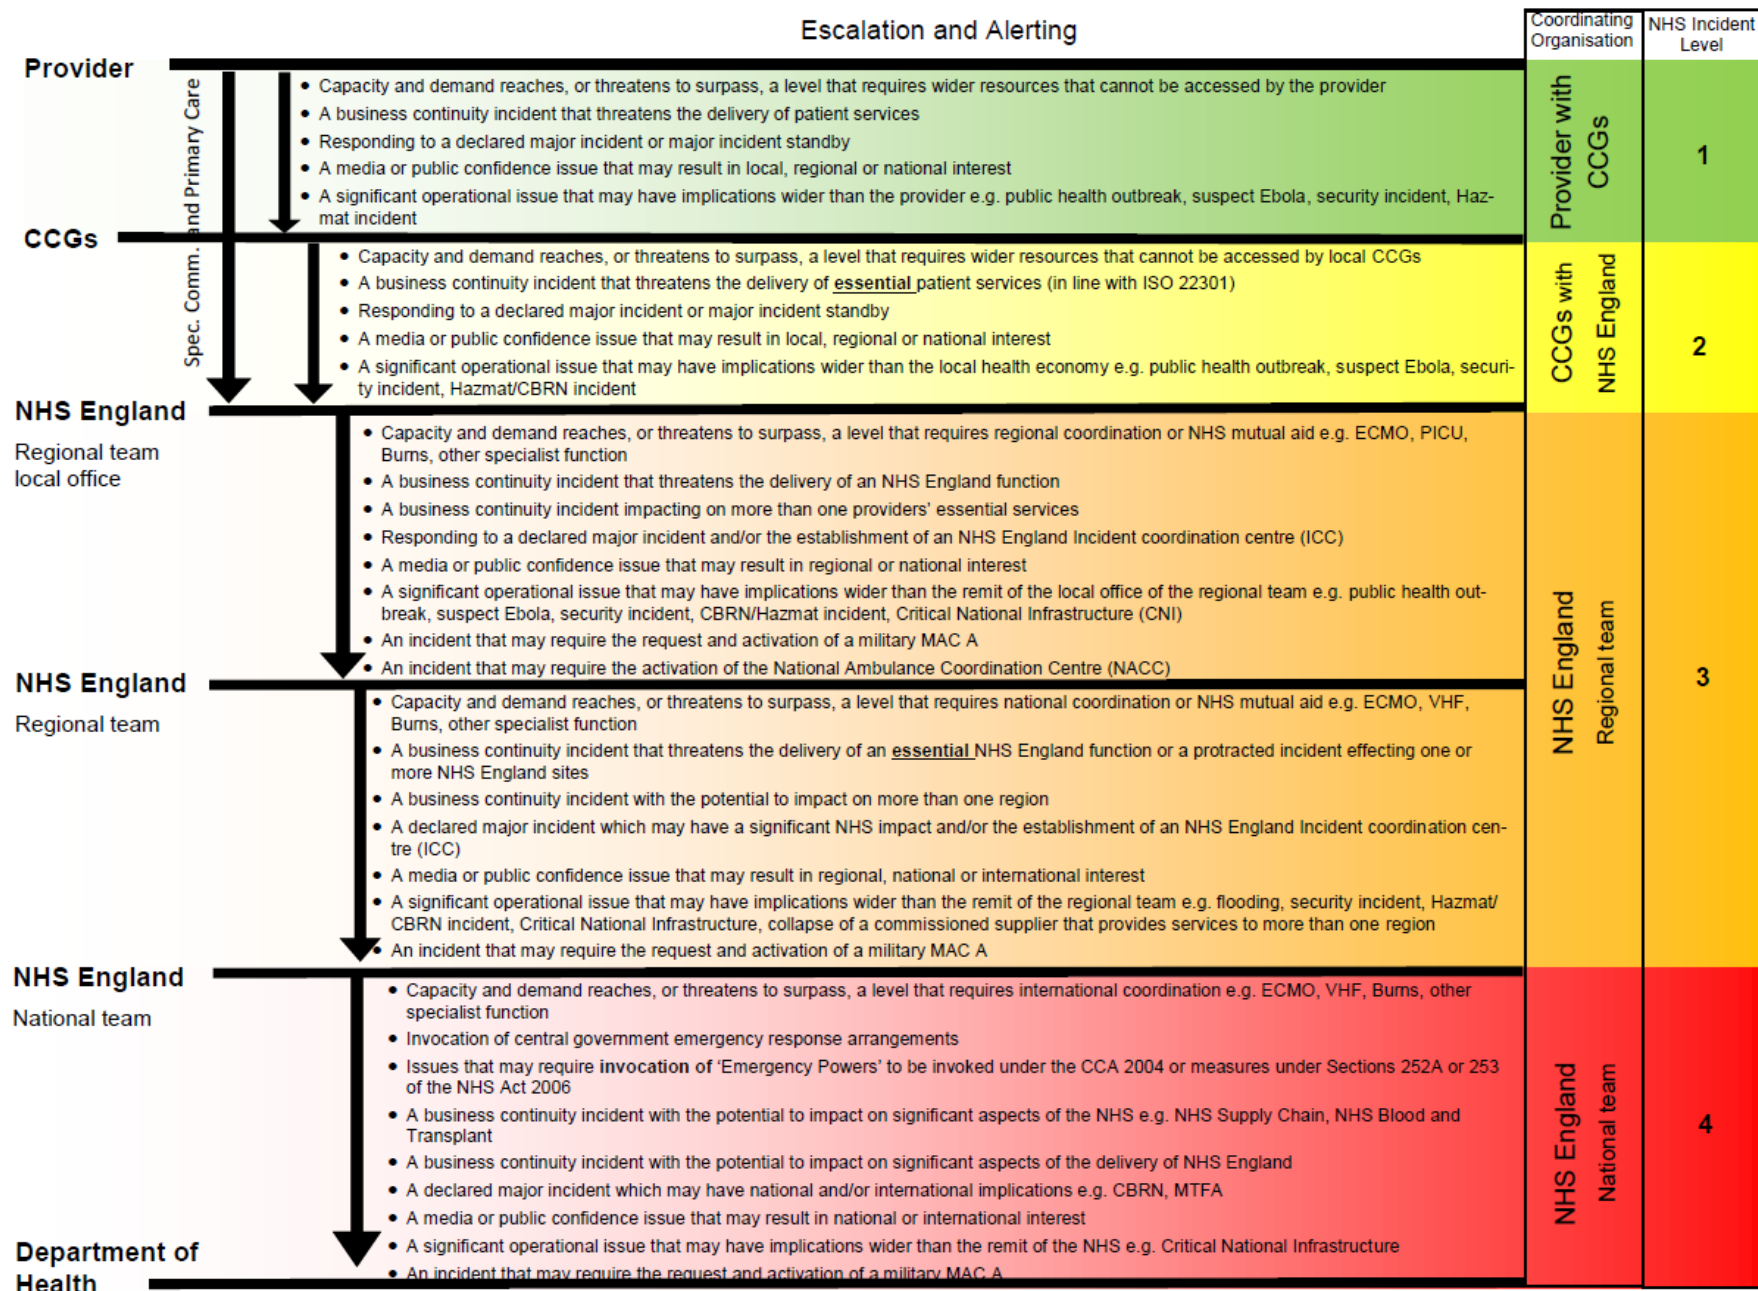 Escalation and Alerting
Coordinating
Organisation
NHS Incident
Level
Provider
Spec. Comm. and Primary Care
• Capacity and demand reaches, or threatens to surpass, a level that requires wider resources that cannot be accessed by the provider
• A business continuity incident that threatens the delivery of patient services
• Responding to a declared major incident or major incident standby
• A media or public confidence issue that may result in local, regional or national interest
• A significant operational issue that may have implications wider than the provider e.g. public health outbreak, suspect Ebola, security incident, Haz-
mat incident
Provider with
CCGs
1
CCGs
• Capacity and demand reaches, or threatens to surpass, a level that requires wider resources that cannot be accessed by local CCGs
• A business continuity incident that threatens the delivery of essential patient services (in line with ISO 22301)
• Responding to a declared major incident or major incident standby
• A media or public confidence issue that may result in local, regional or national interest
• A significant operational issue that may have implications wider than the local health economy e.g. public health outbreak, suspect Ebola, securi-
ty incident, Hazmat/CBRN incident
CCGs with
NHS England
2
NHS England
Regional team
local office
• Capacity and demand reaches, or threatens to surpass, a level that requires regional coordination or NHS mutual aid e.g. ECMO, PICU,
Burns, other specialist function
• A business continuity incident that threatens the delivery of an NHS England function
• A business continuity incident impacting on more than one providers' essential services
• Responding to a declared major incident and/or the establishment of an NHS England Incident coordination centre (ICC)
• A media or public confidence issue that may result in regional or national interest
• A significant operational issue that may have implications wider than the remit of the local office of the regional team e.g. public health out-
break, suspect Ebola, security incident, CBRN/Hazmat incident, Critical National Infrastructure (CNI)
• An incident that may require the request and activation of a military MAC A
• An incident that may require the activation of the National Ambulance Coordination Centre (NACC)
NHS England
Regional team
3
NHS England
Regional team
• Capacity and demand reaches, or threatens to surpass, a level that requires national coordination or NHS mutual aid e.g. ECMO, VHF,
Burns, other specialist function
• A business continuity incident that threatens the delivery of an essential NHS England function or a protracted incident effecting one or
more NHS England sites
• A business continuity incident with the potential to impact on more than one region
• A declared major incident which may have a significant NHS impact and/or the establishment of an NHS England Incident coordination cen-
tre (ICC)
• A media or public confidence issue that may result in regional, national or international interest
• A significant operational issue that may have implications wider than the remit of the regional team e.g. flooding, security incident, Hazmat/
CBRN incident, Critical National Infrastructure, collapse of a commissioned supplier that provides services to more than one region
• An incident that may require the request and activation of a military MAC A
NHS England
National team
• Capacity and demand reaches, or threatens to surpass, a level that requires international coordination e.g. ECMO, VHF, Burns, other
specialist function
• Invocation of central government emergency response arrangements
• Issues that may require invocation of 'Emergency Powers' to be invoked under the CCA 2004 or measures under Sections 252A or 253
of the NHS Act 2006
• A business continuity incident with the potential to impact on significant aspects of the NHS e.g. NHS Supply Chain, NHS Blood and
Transplant
• A business continuity incident with the potential to impact on significant aspects of the delivery of NHS England
• A declared major incident which may have national and/or international implications e.g. CBRN, MTFA
• A media or public confidence issue that may result in national or international interest
• A significant operational issue that may have implications wider than the remit of the NHS e.g. Critical National Infrastructure
• An incident that may require the request and activation of a military MAC A
NHS England
National team
4
Department of
Health